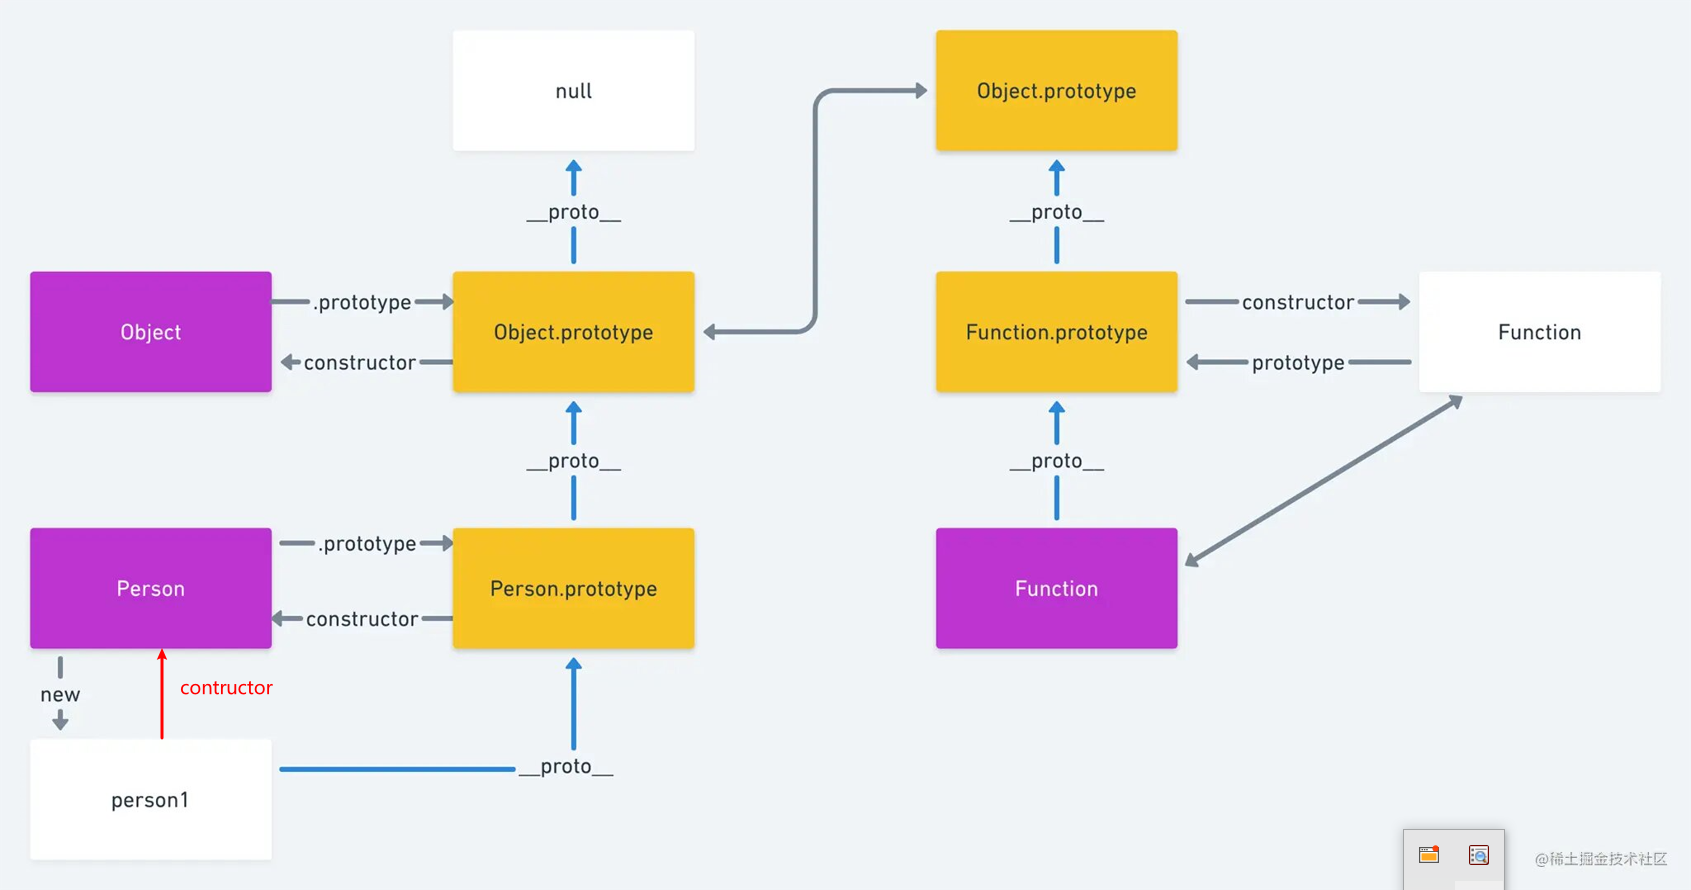 null
Object.prototype
__proto__
__proto__
Object
.prototype
constructor
Object.prototype
Function.prototype
constructor
prototype
Function
__proto__
__proto__
Person
.prototype
constructor
Person.prototype
Function
new
contructor
person1
__proto__
@稀土掘金技术社区